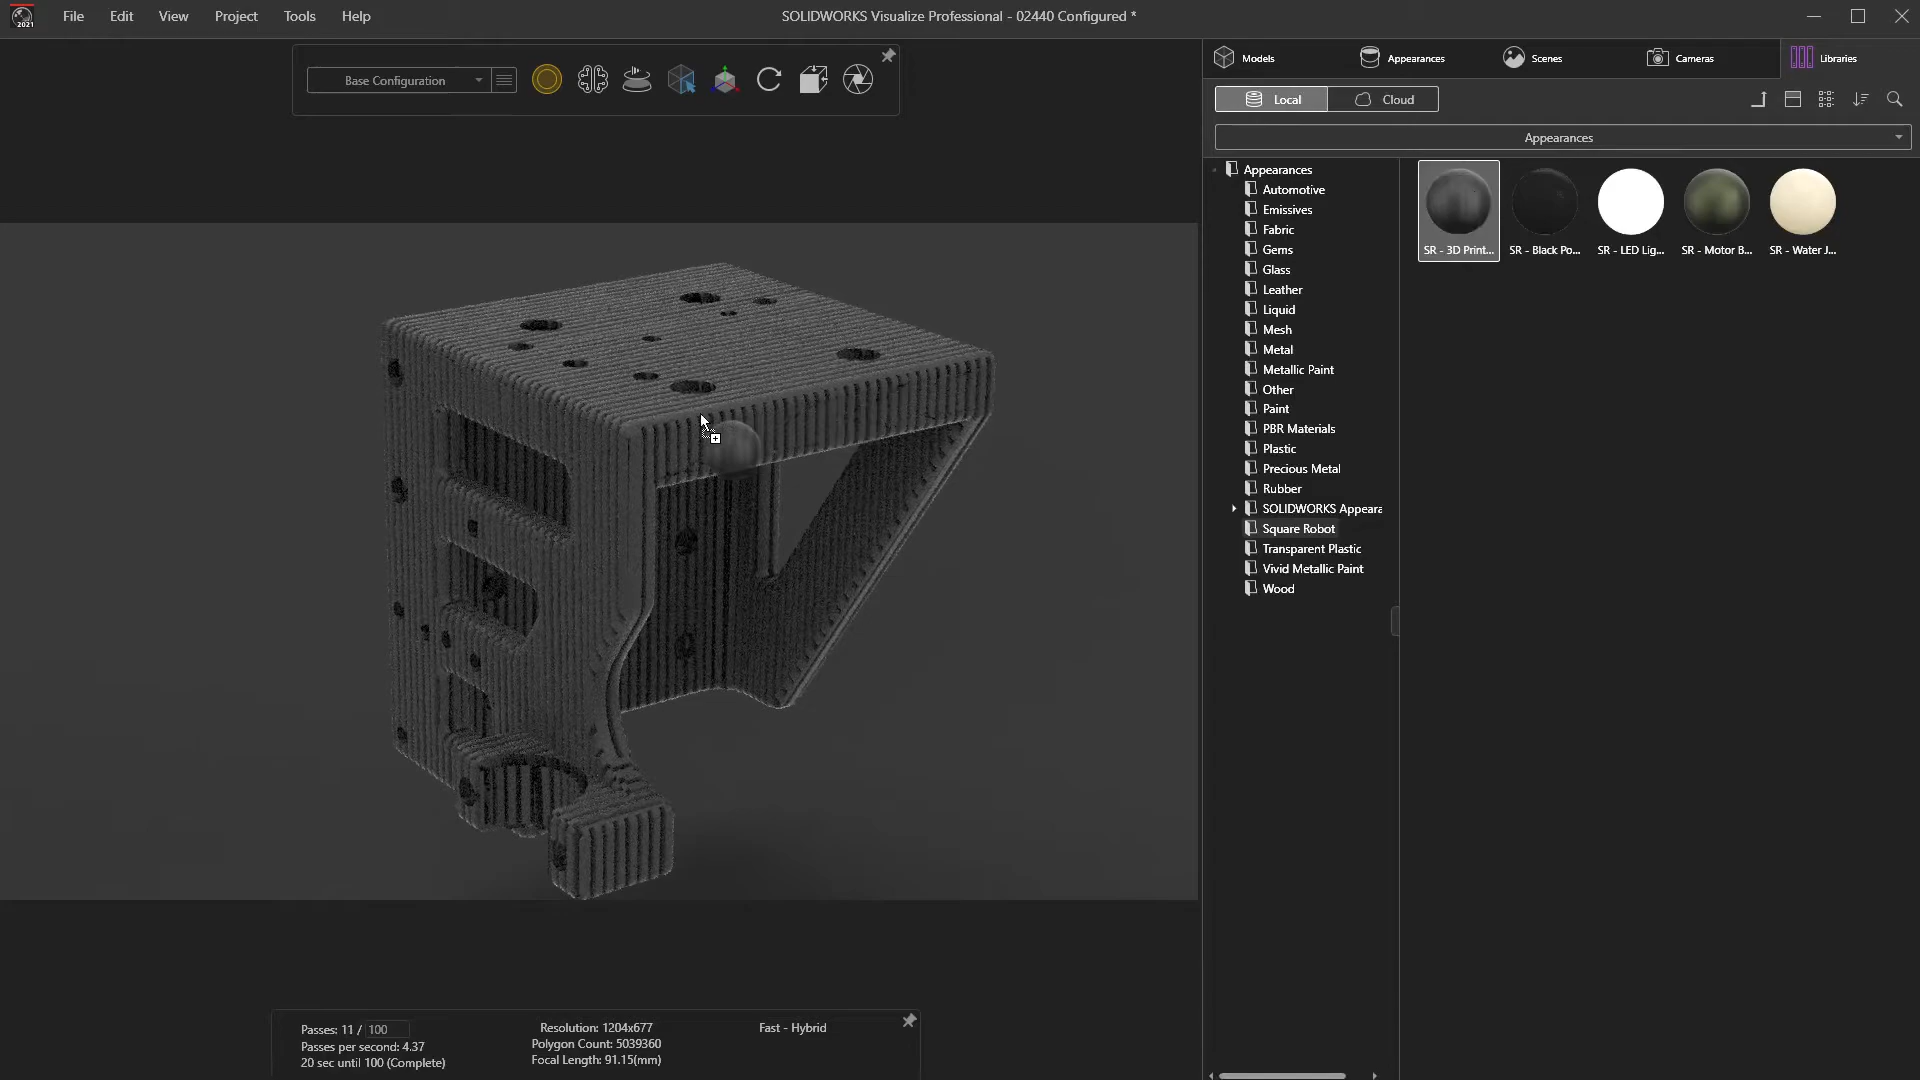 2021
File Edit View Project Tools Help
SOLIDWORKS Visualize Professional - 02440 Configured *
Base Configuration
Models Appearances Scenes Cameras Libraries
Local Cloud
Appearances
Appearances
Automotive
Emissives
Fabric
Gems
Glass
Leather
Liquid
Mesh
Metal
Metallic Paint
Other
Paint
PBR Materials
Plastic
Precious Metal
Rubber
SOLIDWORKS Appeara
Square Robot
Transparent Plastic
Vivid Metallic Paint
Wood
SR - 3D Print... SR - Black Po... SR - LED Lig... SR - Motor B... SR - Water J...
Passes: 11 / 100
Passes per second: 4.37
20 sec until 100 (Complete)
Resolution: 1204x677
Polygon Count: 5039360
Focal Length: 91.15(mm)
Fast - Hybrid